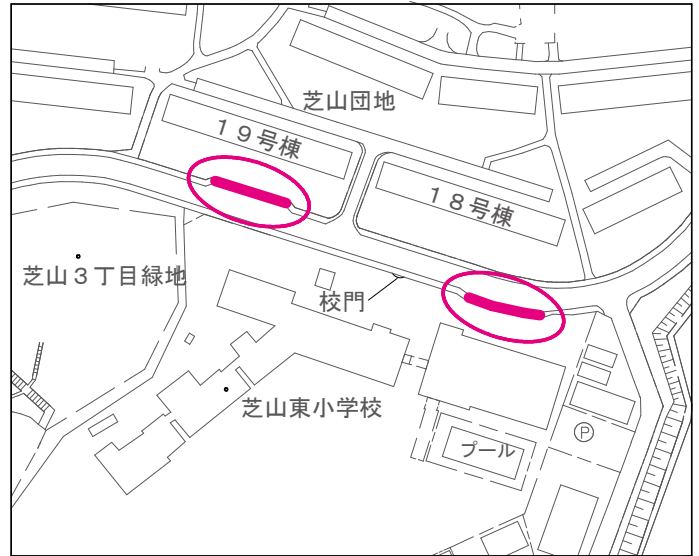 芝山団地
１９号棟
１８号棟
芝山３丁目緑地
校門
芝山東小学校
プール
P